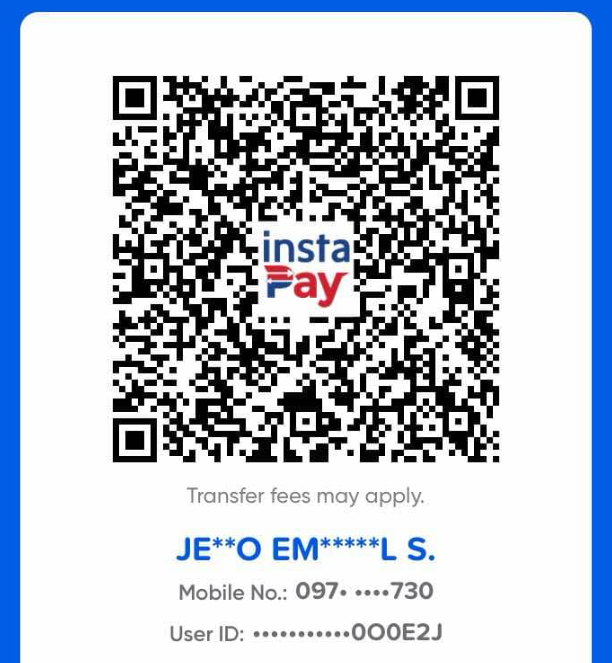 insta
Pay
Transfer fees may apply.
JE**O EM*****L S.
Mobile No.: 097• ••••730
User ID: •••••••••••0O0E2J